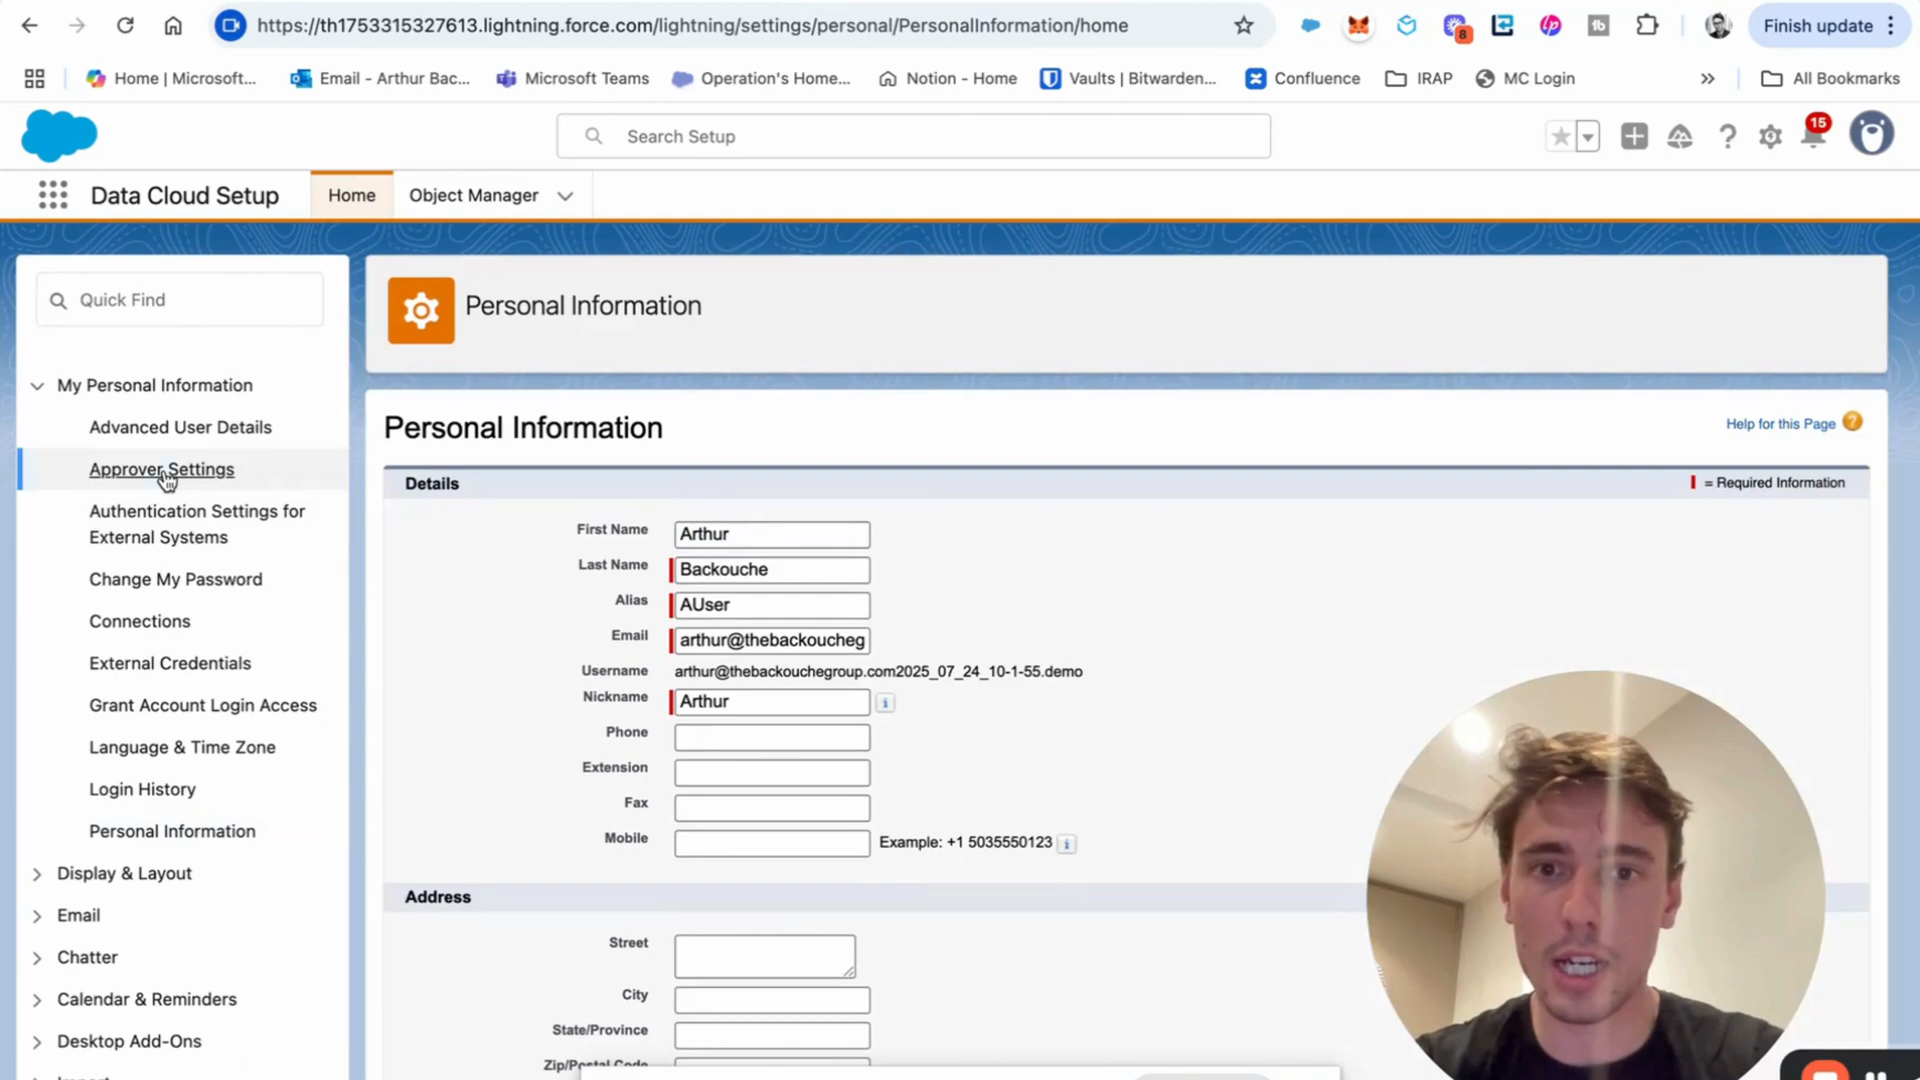 https://th1753315327613.lightning.force.com/lightning/settings/personal/PersonalInformation/home
8
Finish update
Home | Microsoft...
Email - Arthur Bac...
Microsoft Teams
Operation's Home...
Notion - Home
Vaults | Bitwarden...
Confluence
IRAP
MC Login
»
All Bookmarks
Search Setup
15
Data Cloud Setup
Home
Object Manager
Quick Find
My Personal Information
Advanced User Details
Approver Settings
Authentication Settings for
External Systems
Change My Password
Connections
External Credentials
Grant Account Login Access
Language & Time Zone
Login History
Personal Information
Display & Layout
Email
Chatter
Calendar & Reminders
Desktop Add-Ons
Personal Information
Personal Information
Help for this Page ?
Details
= Required Information
First Name Arthur
Last Name Backouche
Alias AUser
Email arthur@thebackoucheg
Username arthur@thebackouchegroup.com2025_07_24_10-1-55.demo
Nickname Arthur
Phone
Extension
Fax
Mobile Example: +1 5035550123
Address
Street
City
State/Province
Zip/Postal Code